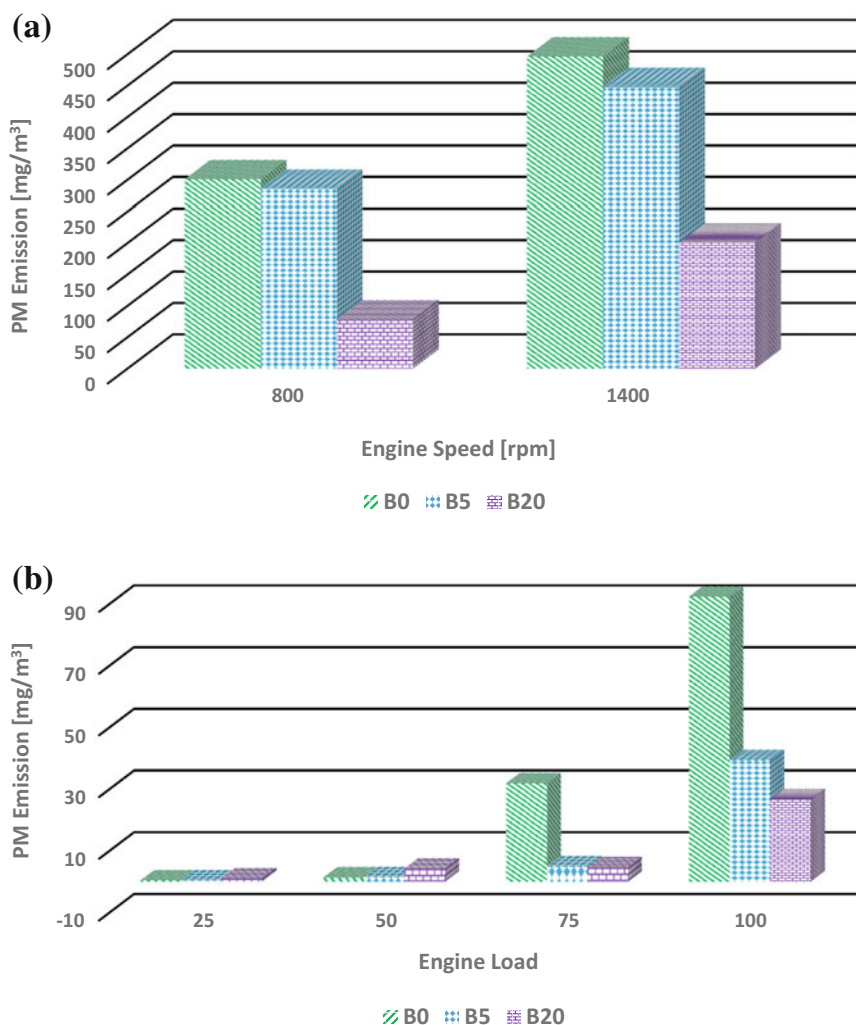 (a)
500
450
400
350
300
250
200
150
100
50
0
PM Emission [mg/m³]
800 1400
Engine Speed [rpm]
B0 B5 B20
(b)
90
70
50
30
10
-10
PM Emission [mg/m³]
25 50 75 100
Engine Load
B0 B5 B20